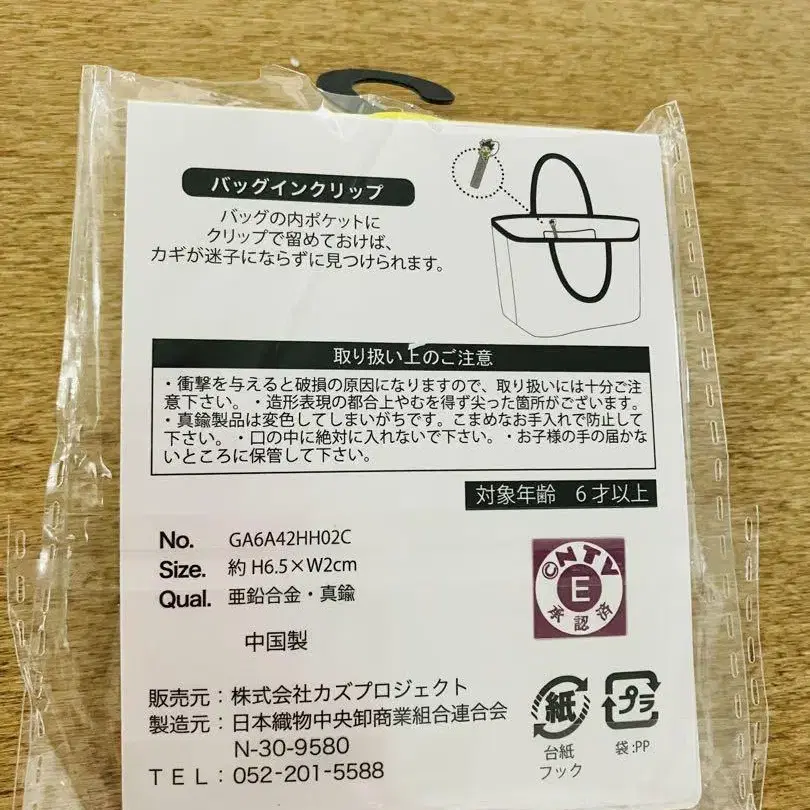 バッグインクリップ
バッグの内ポケットに
クリップで留めておけば、
カギが迷子にならずに見つけられます。
取り扱い上のご注意
・衝撃を与えると破損の原因になりますので、取り扱いには十分ご注
意下さい。・造形表現の都合上やむを得ず尖った箇所がございます。
・真鍮製品は変色してしまいがちです。こまめなお手入れで防止して
下さい。・口の中に絶対に入れないで下さい。・お子様の手の届かな
いところに保管して下さい。
対象年齢 6才以上
No. GA6A42HH02C
Size. 約 H6.5×W2cm
Qual. 亜鉛合金・真鍮
中国製
©NTV
E
承認済
販売元：株式会社カズプロジェクト
製造元：日本織物中央卸商業組合連合会
N-30-9580
TEL：052-201-5588
紙
台紙
フック
プラ
袋:PP